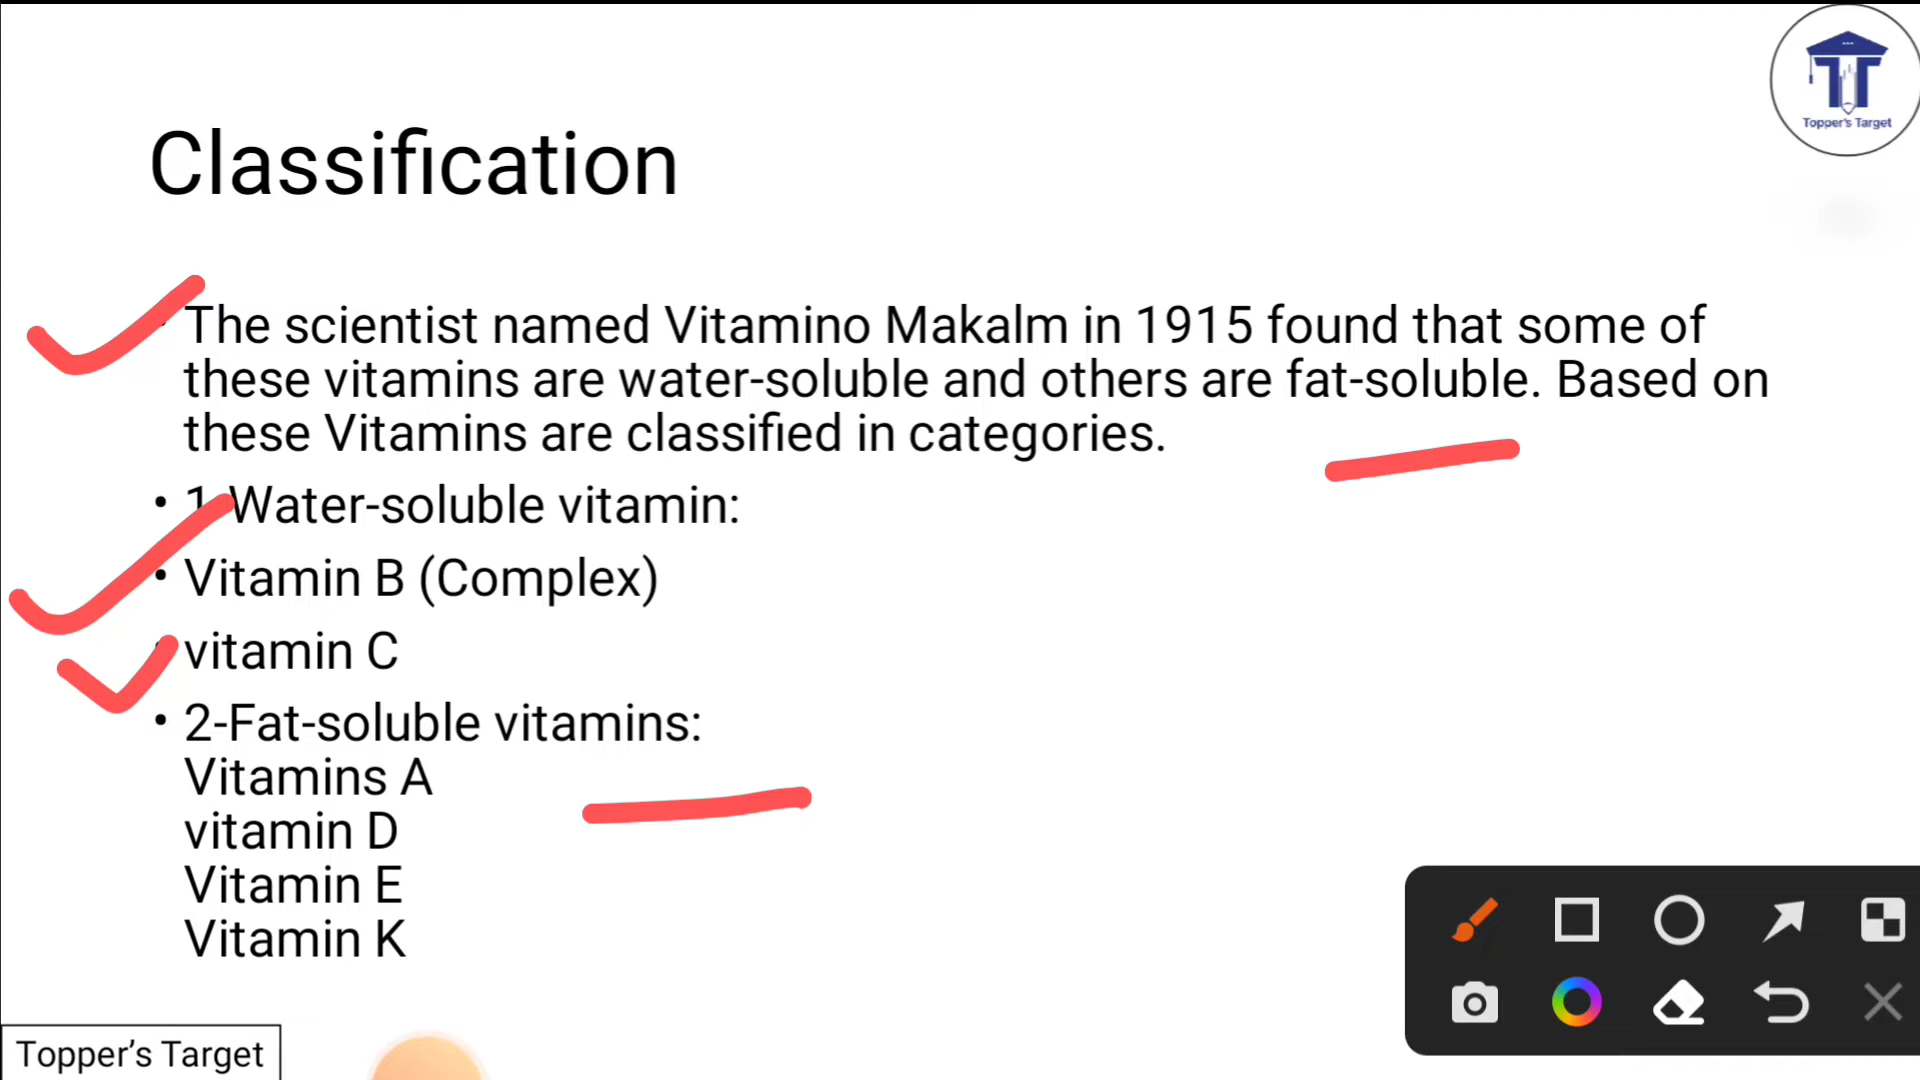 Topper's Target
Classification
The scientist named Vitamino Makalm in 1915 found that some of
these vitamins are water-soluble and others are fat-soluble. Based on
these Vitamins are classified in categories.
• 1-Water-soluble vitamin:
• Vitamin B (Complex)
• vitamin C
• 2-Fat-soluble vitamins:
Vitamins A
vitamin D
Vitamin E
Vitamin K
Topper’s Target